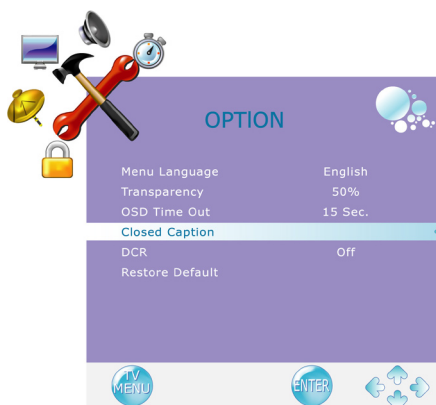 OPTION
Menu Language English
Transparency 50%
OSD Time Out 15 Sec.
Closed Caption
DCR Off
Restore Default
TV MENU ENTER